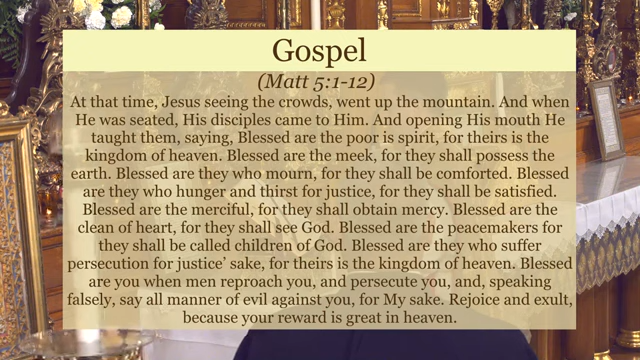 Gospel
(Matt 5:1-12)
At that time, Jesus seeing the crowds, went up the mountain. And when
He was seated, His disciples came to Him. And opening His mouth He
taught them, saying, Blessed are the poor is spirit, for theirs is the
kingdom of heaven. Blessed are the meek, for they shall possess the
earth. Blessed are they who mourn, for they shall be comforted. Blessed
are they who hunger and thirst for justice, for they shall be satisfied.
Blessed are the merciful, for they shall obtain mercy. Blessed are the
clean of heart, for they shall see God. Blessed are the peacemakers for
they shall be called children of God. Blessed are they who suffer
persecution for justice’ sake, for theirs is the kingdom of heaven. Blessed
are you when men reproach you, and persecute you, and, speaking
falsely, say all manner of evil against you, for My sake. Rejoice and exult,
because your reward is great in heaven.